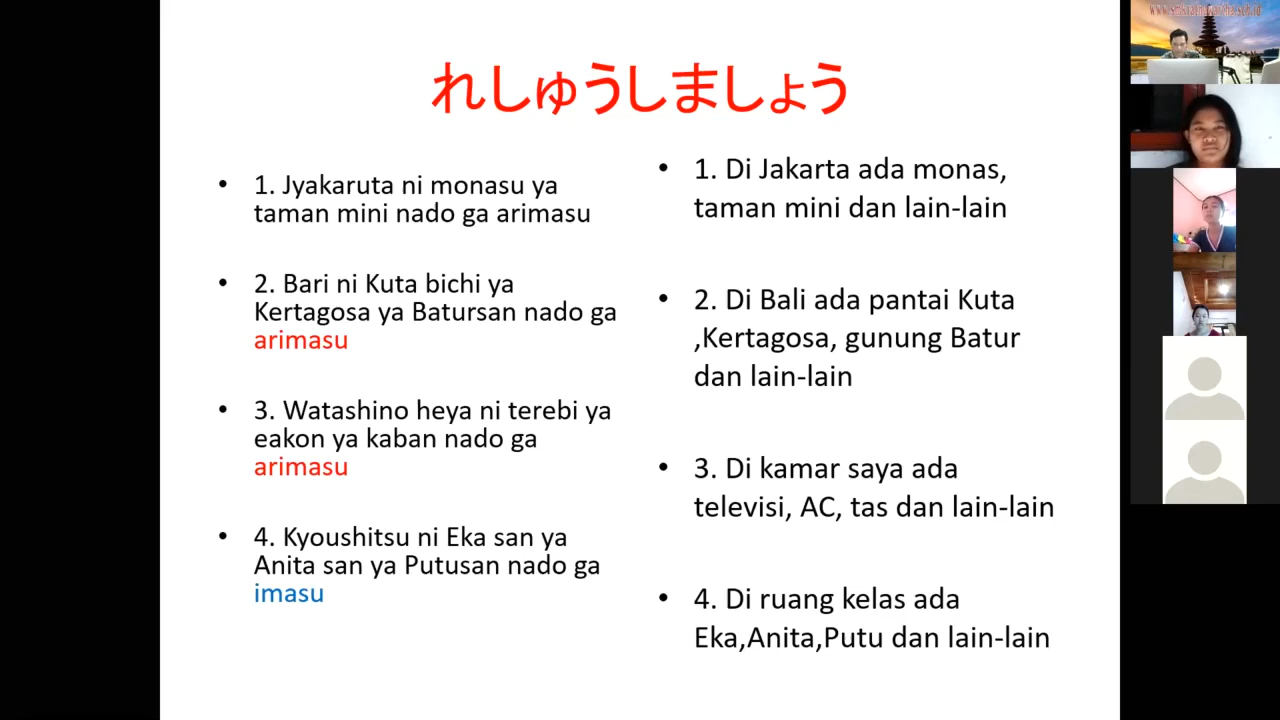 れしゅうしましょう
• 1. Jyakaruta ni monasu ya
taman mini nado ga arimasu
• 2. Bari ni Kuta bichi ya
Kertagosa ya Batursan nado ga
arimasu
• 3. Watashino heya ni terebi ya
eakon ya kaban nado ga
arimasu
• 4. Kyoushitsu ni Eka san ya
Anita san ya Putusan nado ga
imasu
• 1. Di Jakarta ada monas,
taman mini dan lain-lain
• 2. Di Bali ada pantai Kuta
,Kertagosa, gunung Batur
dan lain-lain
• 3. Di kamar saya ada
televisi, AC, tas dan lain-lain
• 4. Di ruang kelas ada
Eka,Anita,Putu dan lain-lain